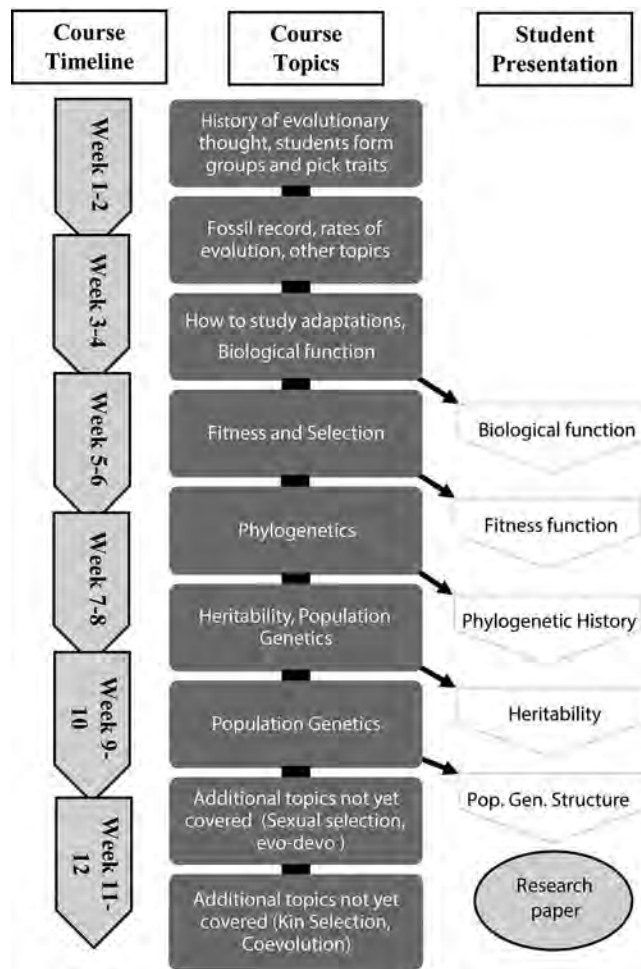 Course
Timeline
Course
Topics
Student
Presentation
Week 1-2
Week 3-4
Week 5-6
Week 7-8
Week 9-
10
Week 11-
12
History of evolutionary
thought, students form
groups and pick traits
Fossil record, rates of
evolution, other topics
How to study adaptations,
Biological function
Fitness and Selection
Phylogenetics
Heritability, Population
Genetics
Population Genetics
Additional topics not yet
covered (Sexual selection,
evo-devo )
Additional topics not yet
covered (Kin Selection,
Coevolution)
Biological function
Fitness function
Phylogenetic History
Heritability
Pop. Gen. Structure
Research
paper